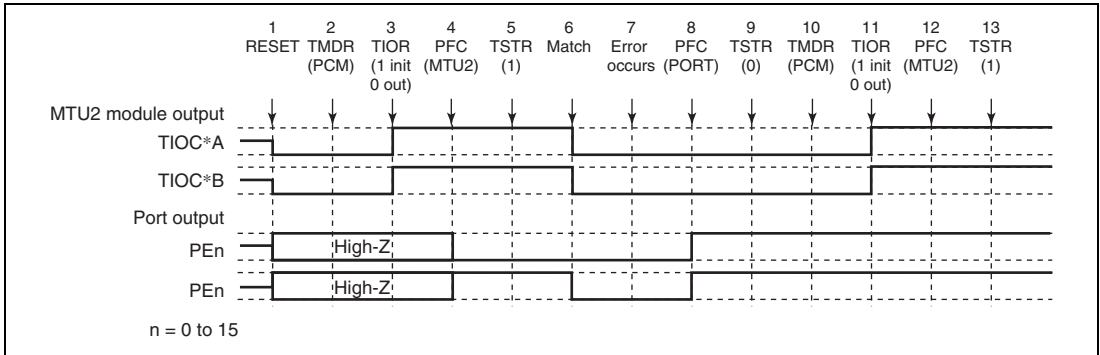 1 2 3 4 5 6 7 8 9 10 11 12 13
RESET TMDR TIOR PFC TSTR Match Error PFC TSTR TMDR TIOR PFC TSTR
(PCM) (1 init (MTU2) (1) occurs (PORT) (0) (PCM) (1 init (MTU2) (1)
0 out) 0 out)
MTU2 module output
TIOC*A
TIOC*B
Port output
PEn High-Z
PEn High-Z
n = 0 to 15